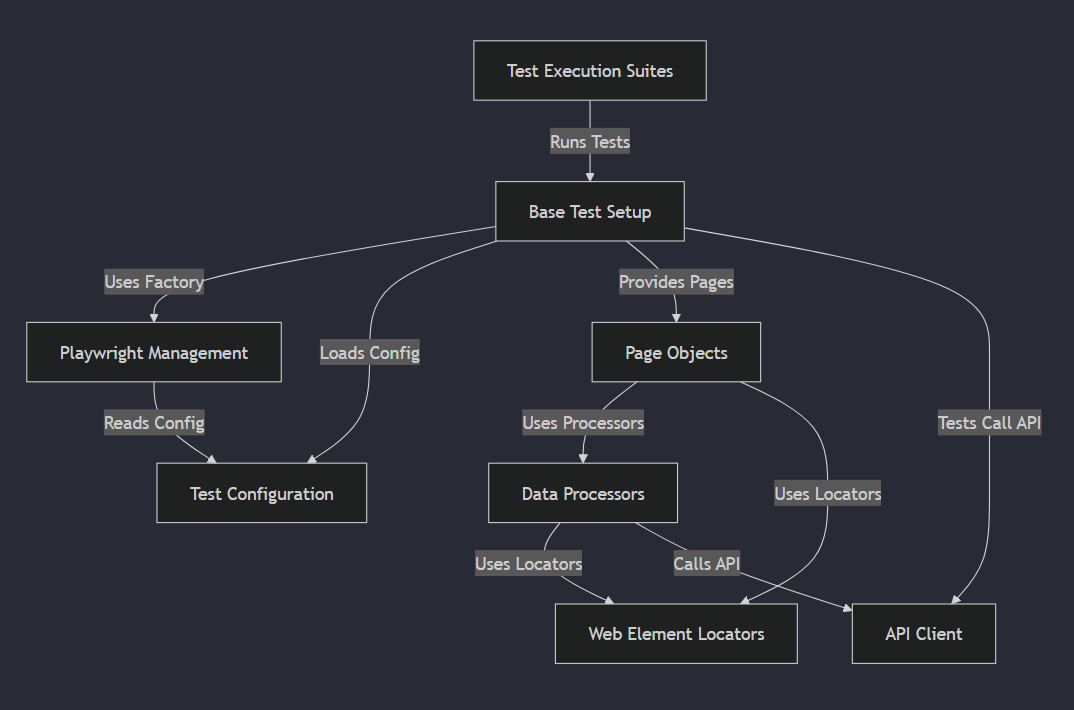 Test Execution Suites
Runs Tests
Base Test Setup
Uses Factory
Provides Pages
Playwright Management
Loads Config
Page Objects
Reads Config
Uses Processors
Tests Call API
Test Configuration
Data Processors
Uses Locators
Uses Locators
Calls API
Web Element Locators
API Client